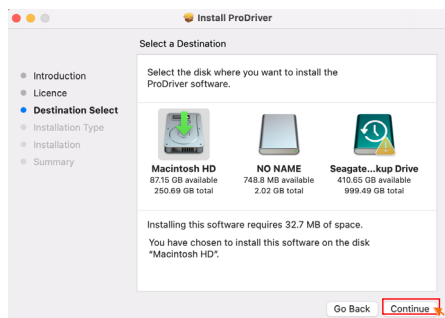 Install ProDriver
Select a Destination
Introduction
Licence
Destination Select
Installation Type
Installation
Summary
Select the disk where you want to install the
ProDriver software.
Macintosh HD
87.15 GB available
250.69 GB total
NO NAME
748.8 MB available
2.02 GB total
Seagate...kup Drive
410.65 GB available
999.49 GB total
Installing this software requires 32.7 MB of space.
You have chosen to install this software on the disk
“Macintosh HD”.
Go Back
Continue